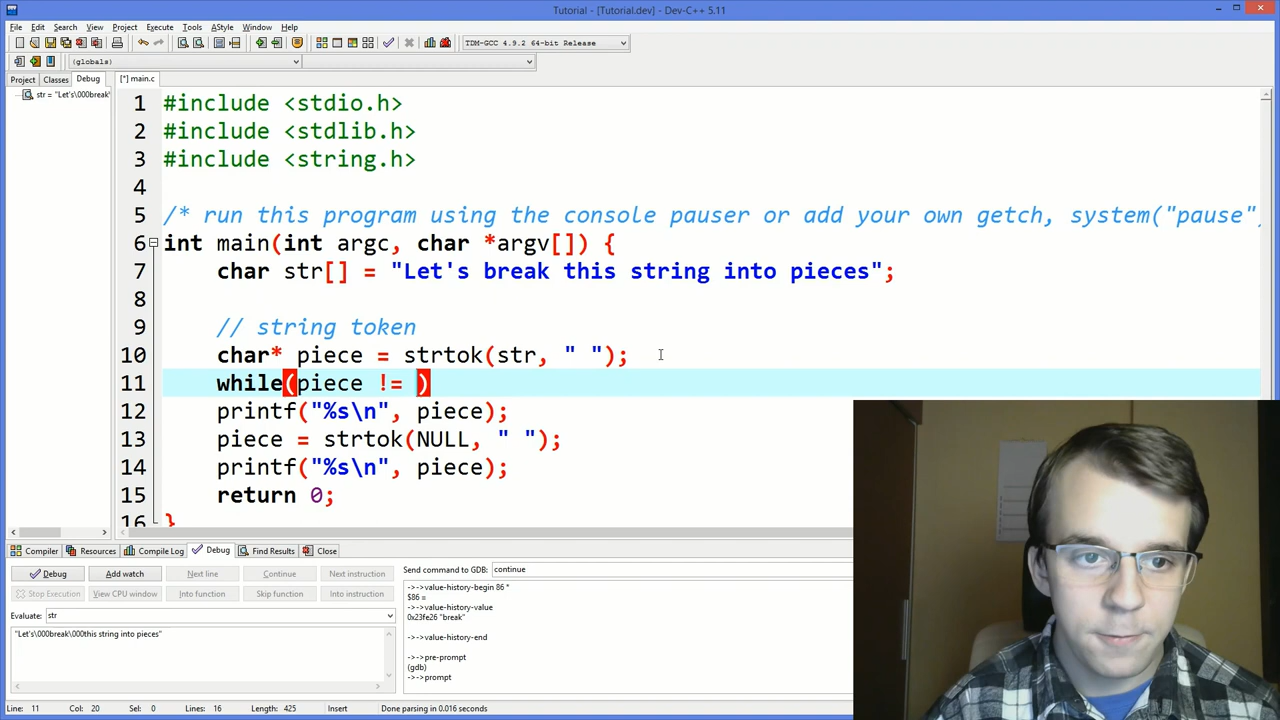 Tutorial - [Tutorial.dev] - Dev-C++ 5.11
File Edit Search View Project Execute Tools AStyle Window Help
TDM-GCC 4.9.2 64-bit Release
(globals)
Project Classes Debug [*] main.c
str = "Let's\000break'
1 #include <stdio.h>
2 #include <stdlib.h>
3 #include <string.h>
4
5 /* run this program using the console pauser or add your own getch, system("pause"
6 int main(int argc, char *argv[]) {
7 char str[] = "Let's break this string into pieces";
8
9 // string token
10 char* piece = strtok(str, " ");
11 while(piece != )
12 printf("%s\n", piece);
13 piece = strtok(NULL, " ");
14 printf("%s\n", piece);
15 return 0;
16 }
Compiler Resources Compile Log Debug Find Results Close
Debug Add watch Next line Continue Next instruction
Stop Execution View CPU window Into function Skip function Into instruction
Evaluate: str
"Let's\000break\000this string into pieces"
Send command to GDB: continue
->->value-history-begin 86 *
$86 =
->->value-history-value
0x23fe26 "break"
->->value-history-end
->->pre-prompt
(gdb)
->->prompt
Line: 11 Col: 20 Sel: 0 Lines: 16 Length: 425 Insert Done parsing in 0.016 seconds